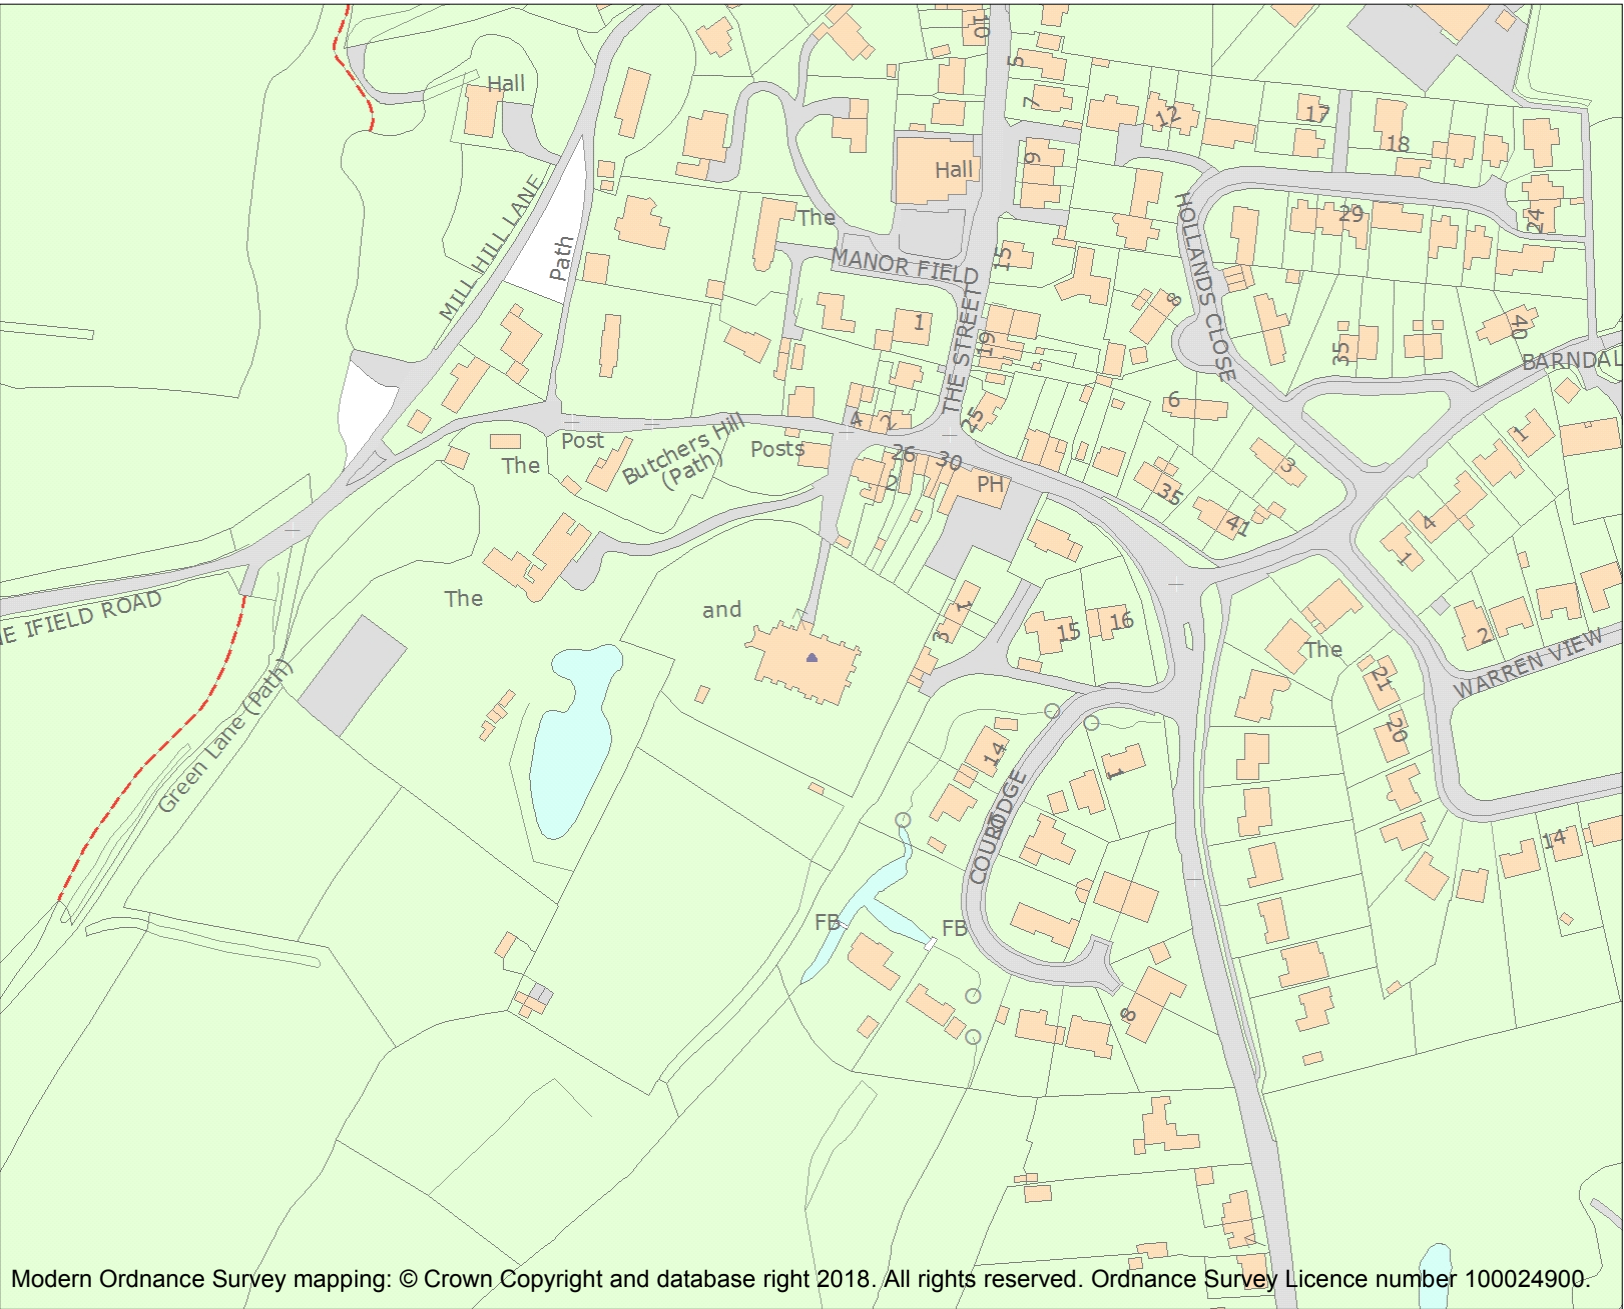 10
5
Hall
7
12
17
18
Hall
9
The
MILL HILL LANE
Path
HOLLANDS CLOSE
29
24
MANOR FIELD
15
8
1
THE STREET
19
35
40
BARNDAL
6
4
2
25
Post
The
Butchers Hill
(Path)
Posts
26
30
2
PH
3
1
35
41
4
1
The
and
1
3
15
16
2
IE IFIELD ROAD
The
WARREN VIEW
21
20
Green Lane (Path)
14
1
COURT
LODGE
14
FB
FB
8
Modern Ordnance Survey mapping: © Crown Copyright and database right 2018. All rights reserved. Ordnance Survey Licence number 100024900.